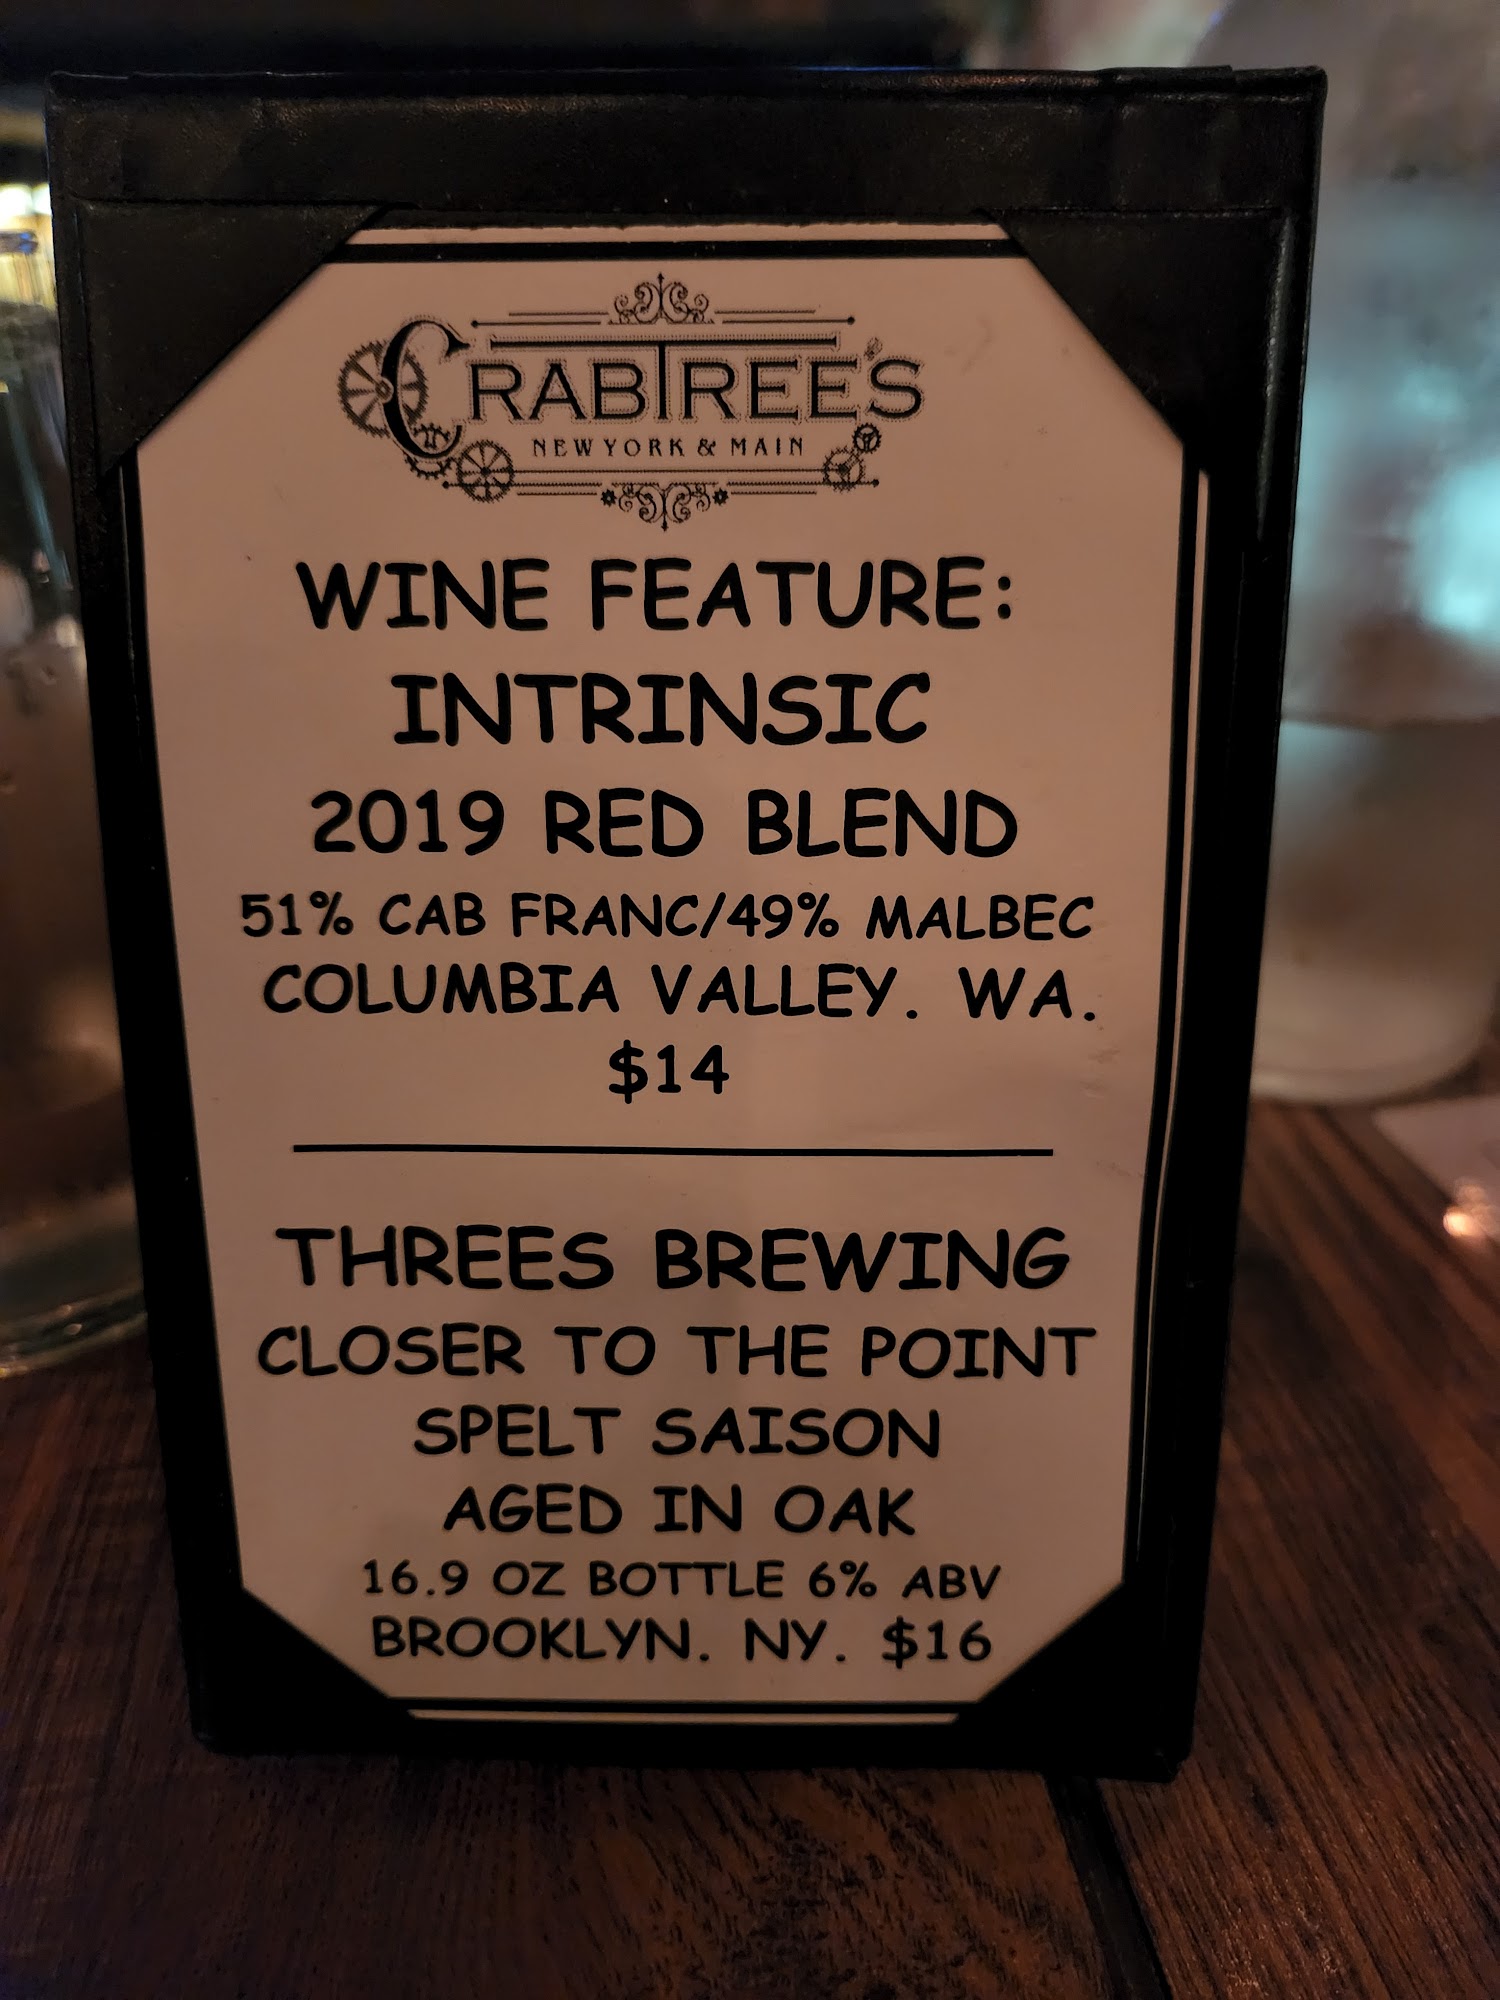 CRABTREE'S
NEW YORK & MAIN
WINE FEATURE:
INTRINSIC
2019 RED BLEND
51% CAB FRANC/49% MALBEC
COLUMBIA VALLEY. WA.
$14
THREES BREWING
CLOSER TO THE POINT
SPELT SAISON
AGED IN OAK
16.9 OZ BOTTLE 6% ABV
BROOKLYN. NY. $16